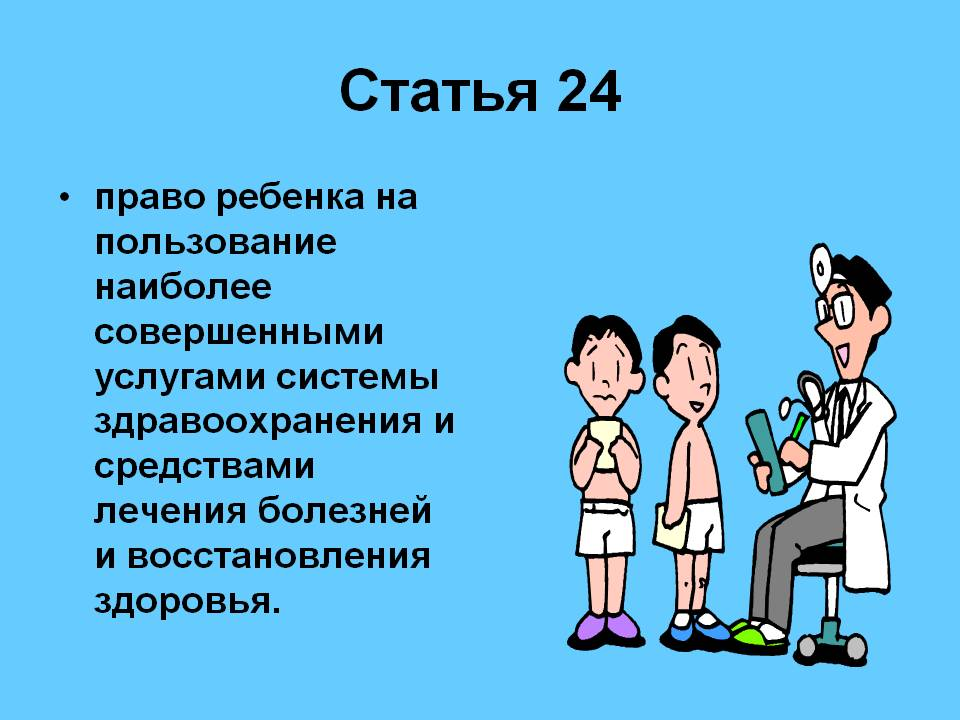 Статья 24
• право ребенка на
пользование
наиболее
совершенными
услугами системы
здравоохранения и
средствами
лечения болезней
и восстановления
здоровья.